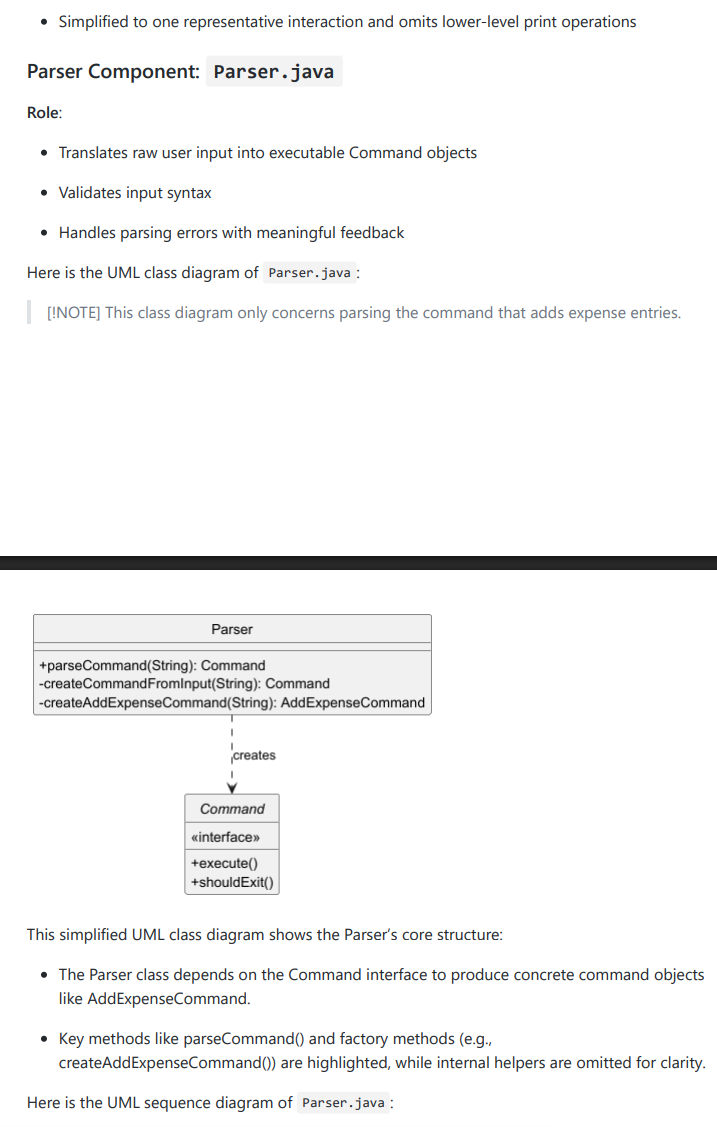 • Simplified to one representative interaction and omits lower-level print operations
Parser Component: Parser.java
Role:
• Translates raw user input into executable Command objects
• Validates input syntax
• Handles parsing errors with meaningful feedback
Here is the UML class diagram of Parser.java:
[!NOTE] This class diagram only concerns parsing the command that adds expense entries.
Parser
+parseCommand(String): Command
-createCommandFromInput(String): Command
-createAddExpenseCommand(String): AddExpenseCommand
creates
Command
«interface»
+execute()
+shouldExit()
This simplified UML class diagram shows the Parser’s core structure:
• The Parser class depends on the Command interface to produce concrete command objects
like AddExpenseCommand.
• Key methods like parseCommand() and factory methods (e.g.,
createAddExpenseCommand()) are highlighted, while internal helpers are omitted for clarity.
Here is the UML sequence diagram of Parser.java: